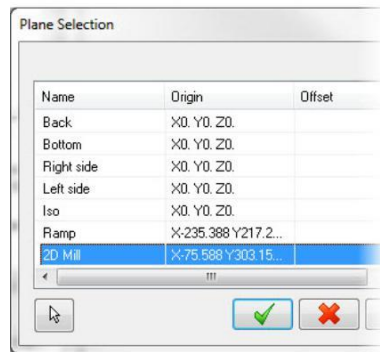 Plane Selection
Name Origin Offset
Back X0. Y0. Z0.
Bottom X0. Y0. Z0.
Right side X0. Y0. Z0.
Left side X0. Y0. Z0.
Iso X0. Y0. Z0.
Ramp X-235.388 Y217.2...
2D Mill X-75.588 Y303.15...